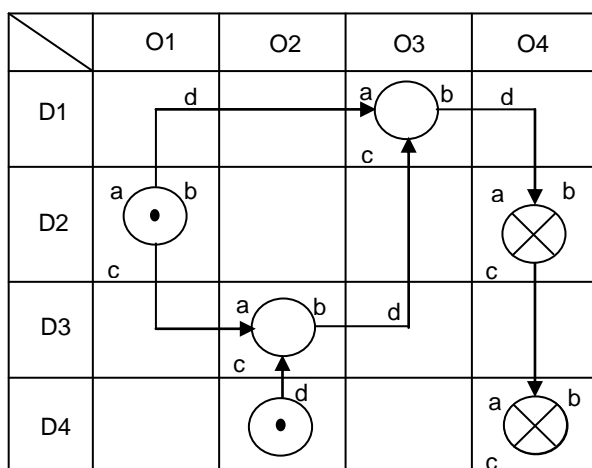 O1 O2 O3 O4
D1 d a b d
c
D2 a b a b
c c
D3 a b d
c
D4 d a b
c